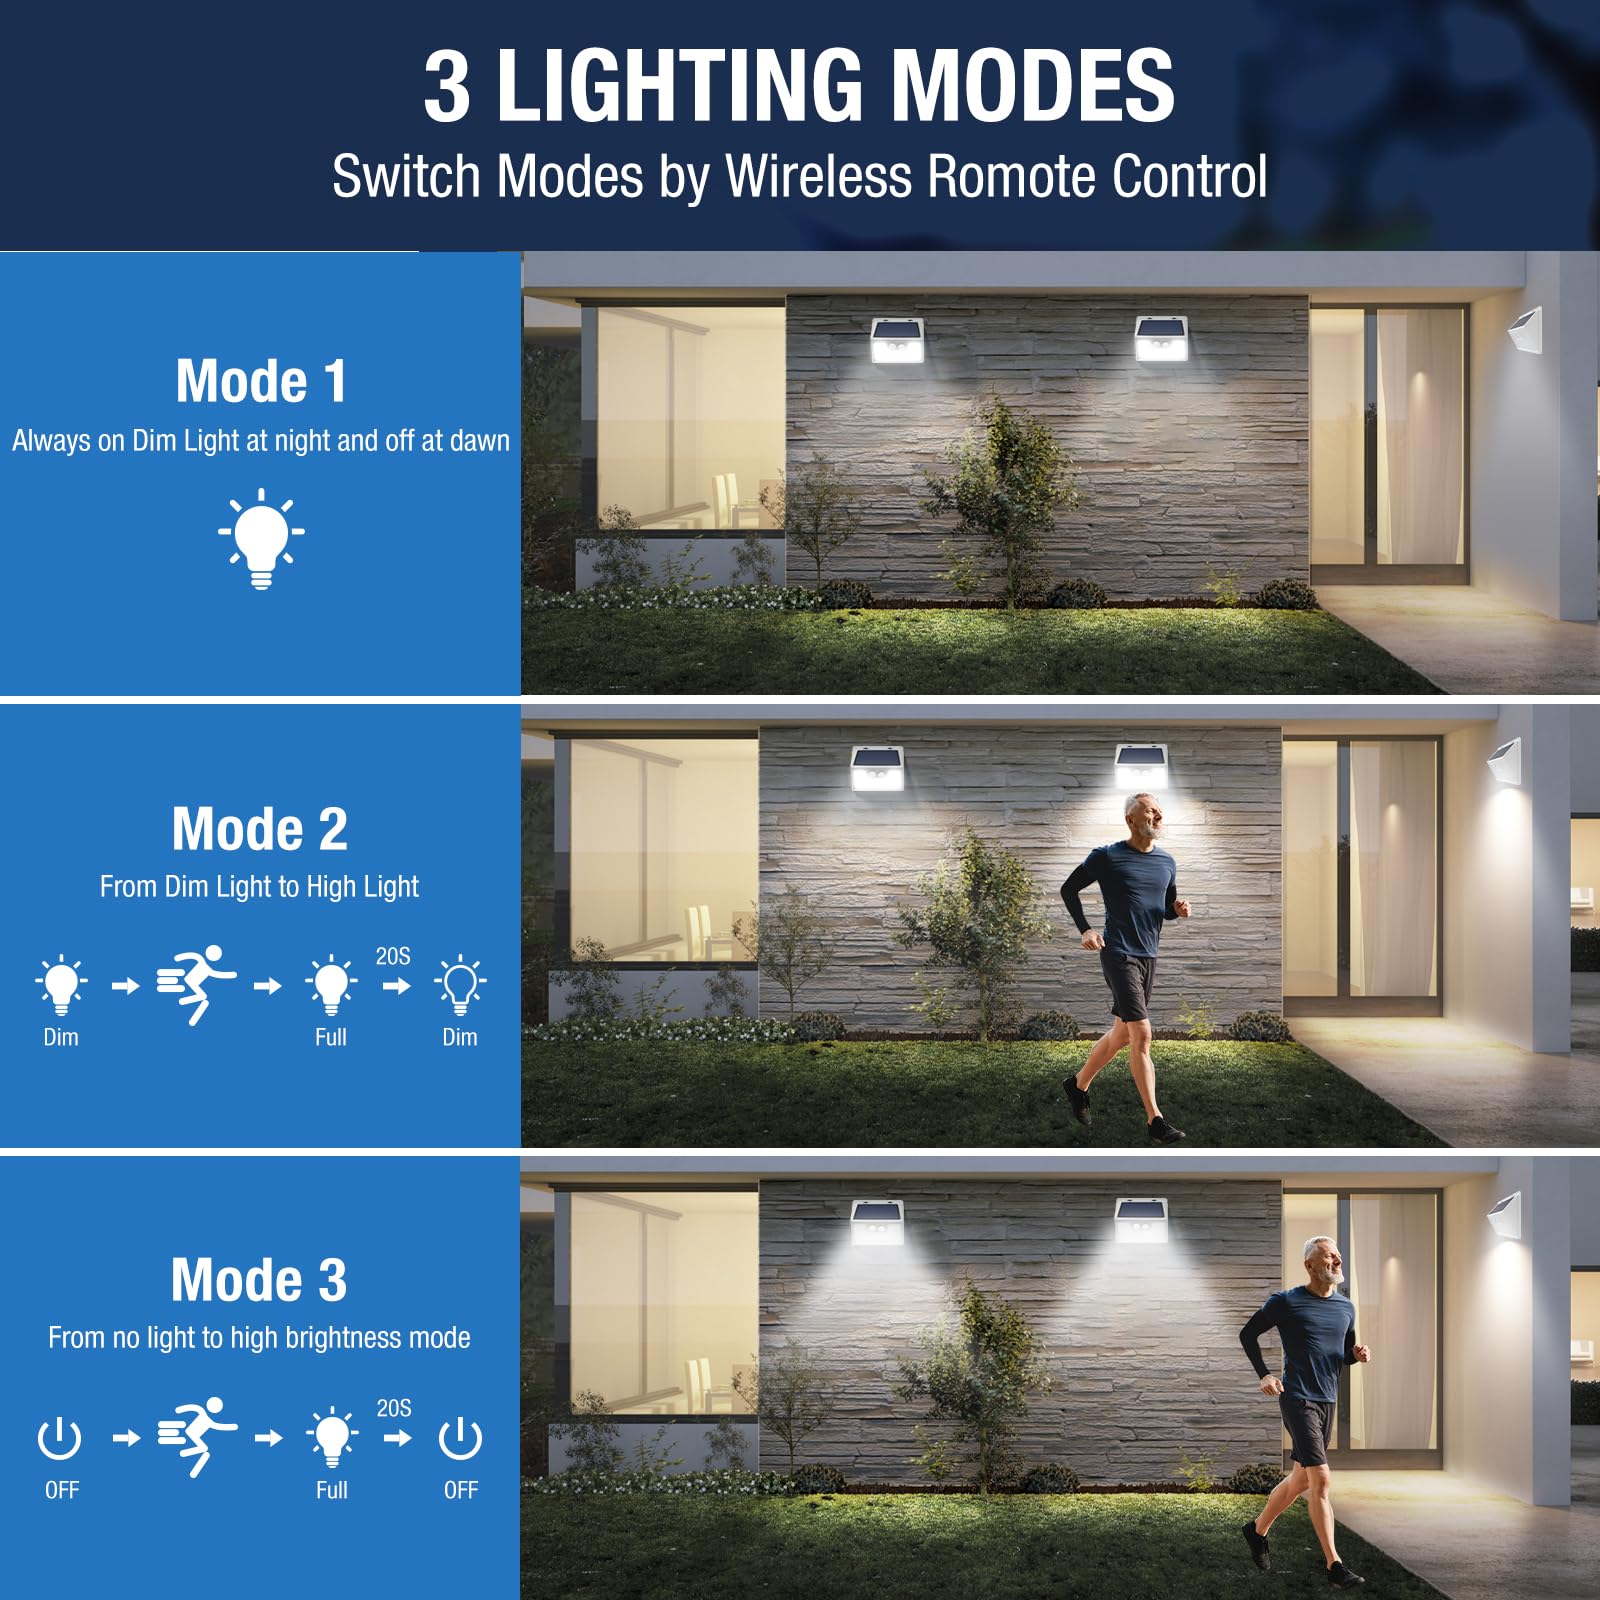 3 LIGHTING MODES
Switch Modes by Wireless Romote Control
Mode 1
Always on Dim Light at night and off at dawn
Mode 2
From Dim Light to High Light
20S
Dim
Full
Dim
Mode 3
From no light to high brightness mode
20S
OFF
Full
OFF